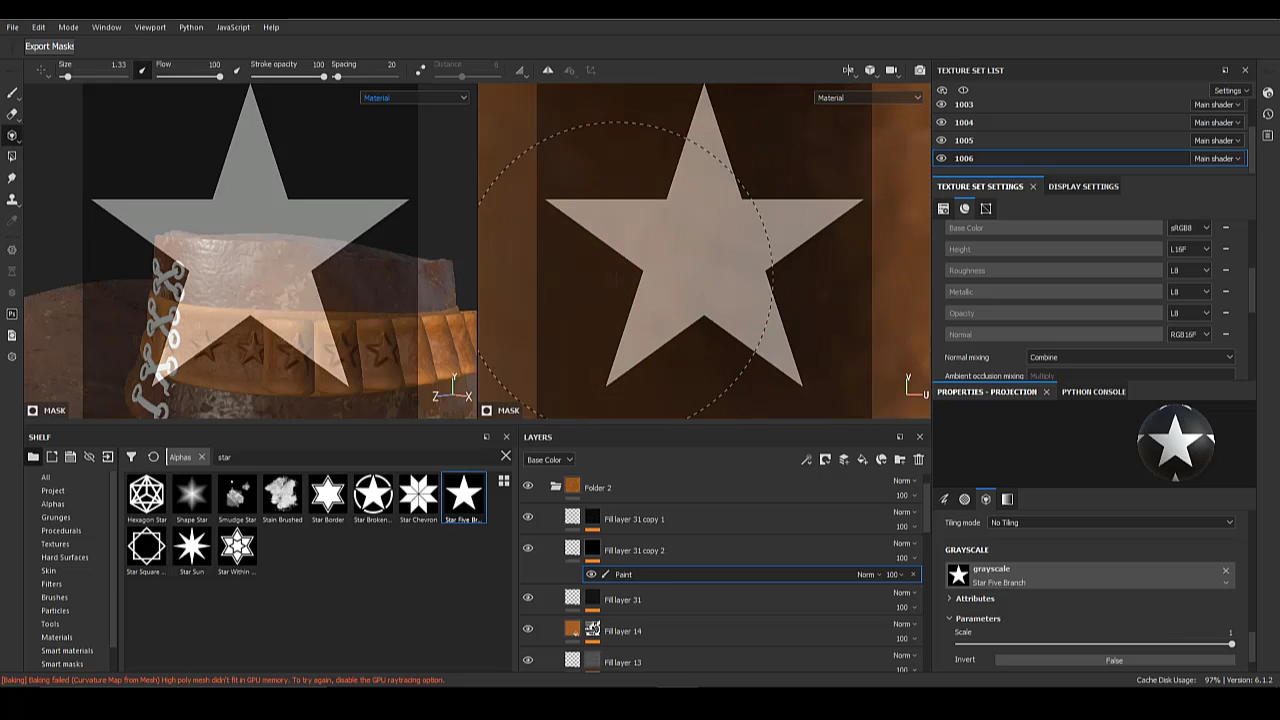 File Edit Mode Window Viewport Python JavaScript Help
Export Masks
Size 1.33 Flow 100 Stroke opacity 100 Spacing 20 Distance 8
Material
Material
MASK
MASK
TEXTURE SET LIST
Settings
1003 Main shader
1004 Main shader
1005 Main shader
1006 Main shader
TEXTURE SET SETTINGS DISPLAY SETTINGS
Base Color sRGB8
Height L16F
Roughness L8
Metallic L8
Opacity L8
Normal RGB16F
Normal mixing Combine
Ambient occlusion mixing Multiply
PROPERTIES - PROJECTION PYTHON CONSOLE
Tiling mode No Tiling
GRAYSCALE
grayscale
Star Five Branch
Attributes
Parameters
Scale 1
Invert False
SHELF
Alphas star
All
Project
Alphas
Grunges
Procedurals
Textures
Hard Surfaces
Skin
Filters
Brushes
Particles
Tools
Materials
Smart materials
Smart masks
Hexagon Star Shape Star Smudge Star Stain Brushed Star Border Star Broken... Star Chevron Star Five Br...
Star Square ... Star Sun Star Within ...
LAYERS
Base Color
Folder 2 Norm 100
Fill layer 31 copy 1 Norm 100
Fill layer 31 copy 2 Norm 100
Paint Norm 100
Fill layer 31 Norm 100
Fill layer 14 Norm 100
Fill layer 13 Norm 100
[Baking] Baking failed (Curvature Map from Mesh) High poly mesh didn't fit in GPU memory. To try again, disable the GPU raytracing option.
Cache Disk Usage: 97% | Version: 6.1.2